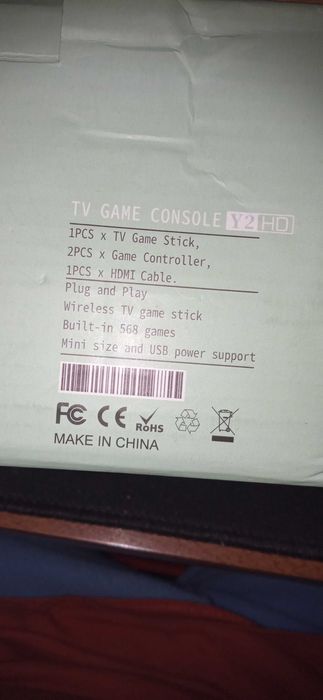 TV GAME CONSOLE Y2 HD
1PCS x TV Game Stick,
2PCS x Game Controller,
1PCS x HDMI Cable.
Plug and Play
Wireless TV game stick
Built-in 568 games
Mini size and USB power support
FC CE RoHS
MAKE IN CHINA